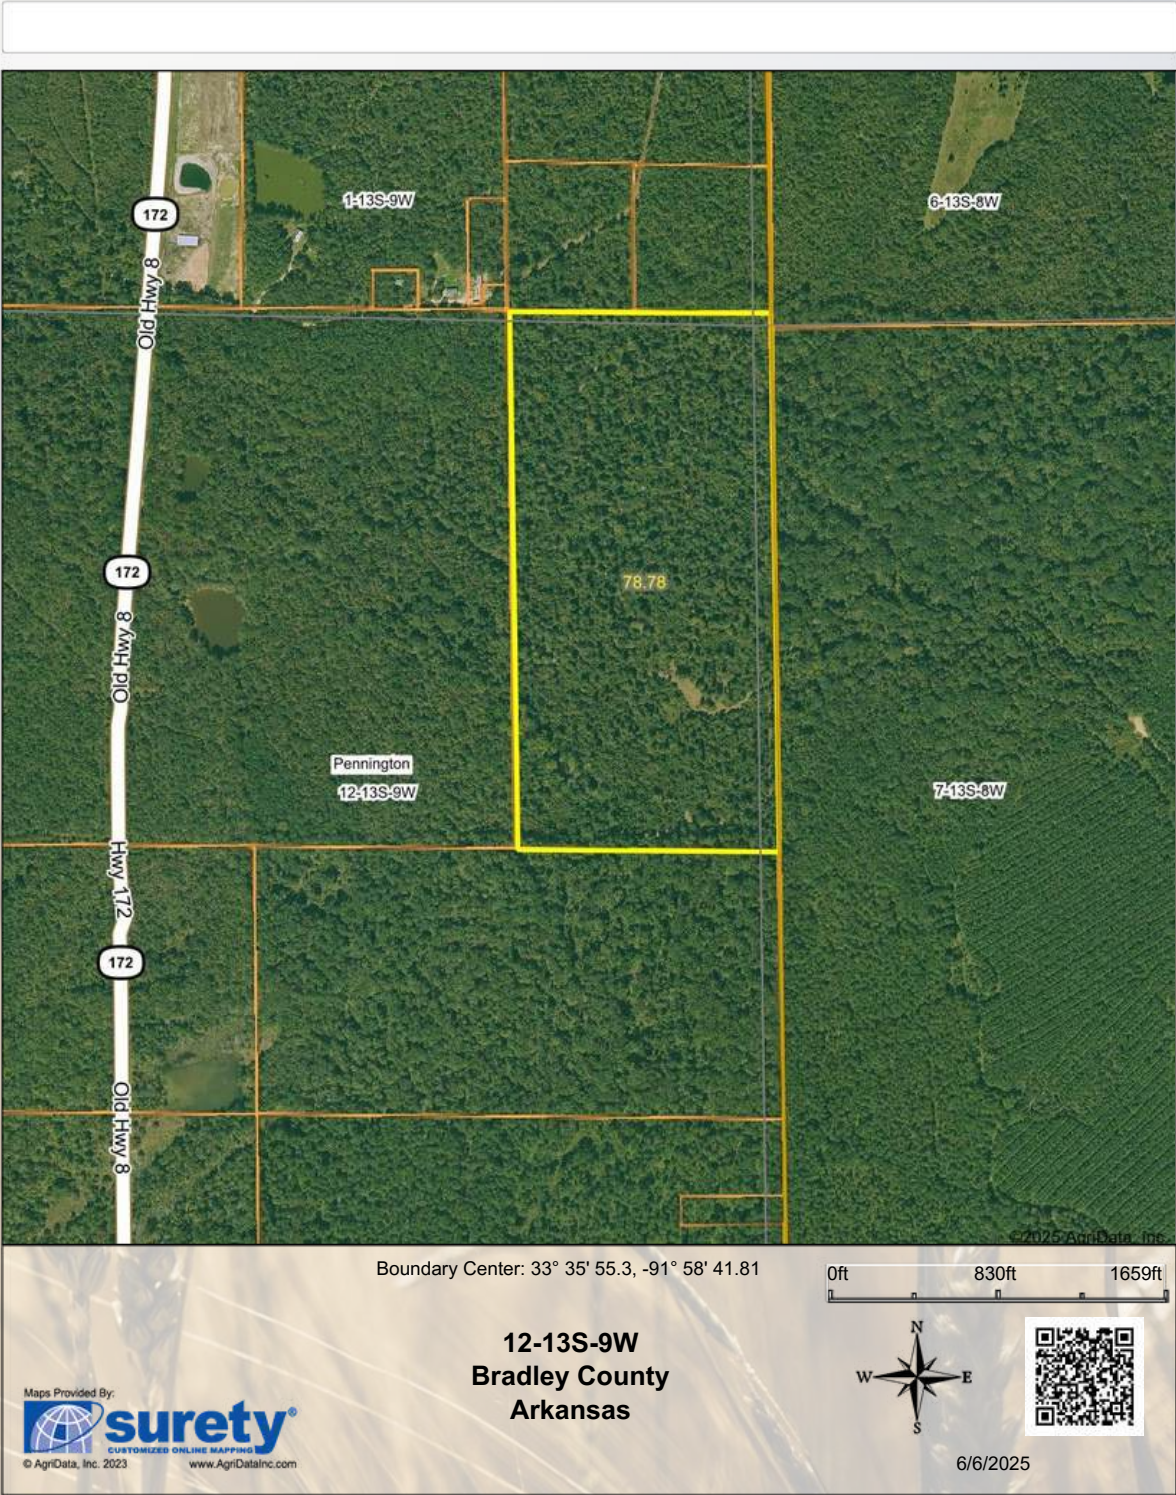 1-13S-9W
6-13S-8W
172
Old Hwy 8
172
78.78
Old Hwy 8
Pennington
12-13S-9W
7-13S-8W
Hwy 172
172
Old Hwy 8
©2025 AgriData, Inc.
Boundary Center: 33° 35' 55.3, -91° 58' 41.81
0ft 830ft 1659ft
12-13S-9W
Bradley County
Arkansas
N
W E
S
Maps Provided By:
surety®
CUSTOMIZED ONLINE MAPPING
© AgriData, Inc. 2023 www.AgriDataInc.com
6/6/2025